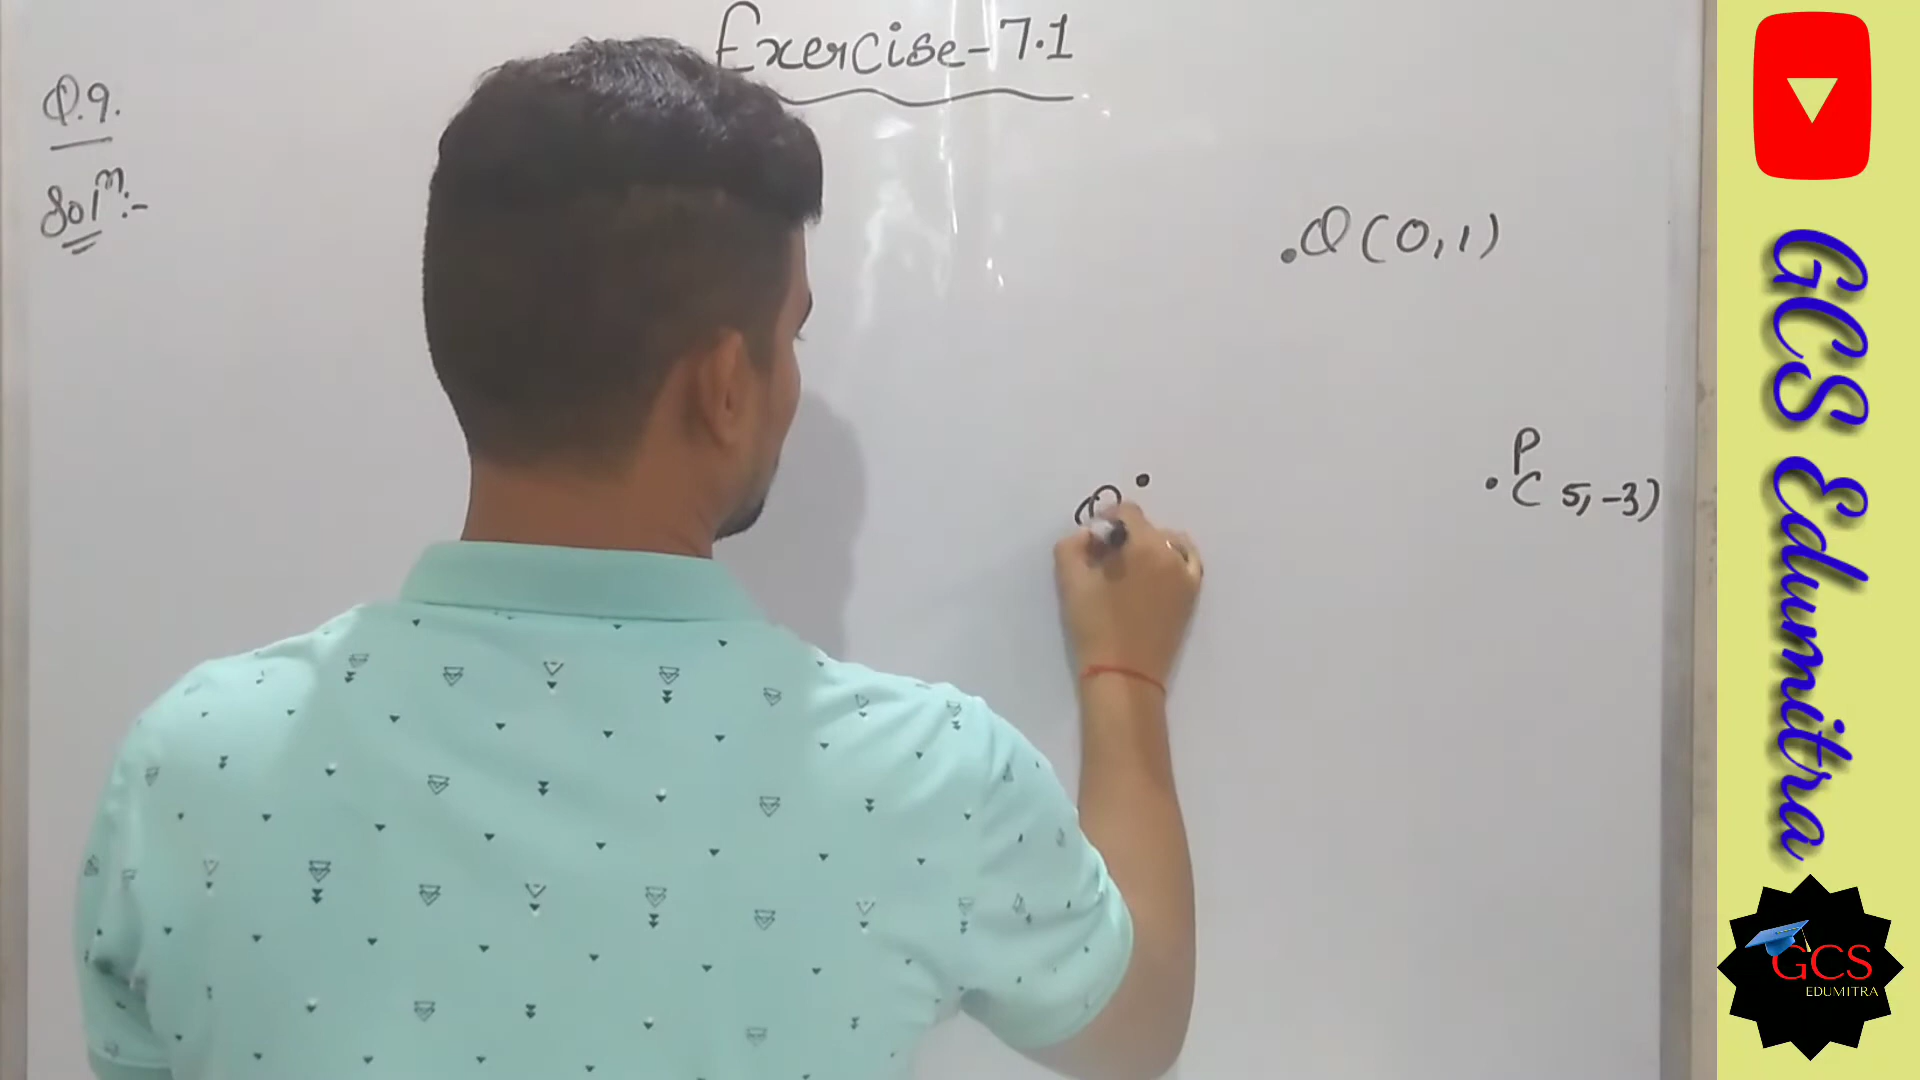 Exercise-7.1
Q.9.
Solⁿ:-
.Q(0,1)
P
.(5,-3)
GCS Edumitra
GCS
EDUMITRA